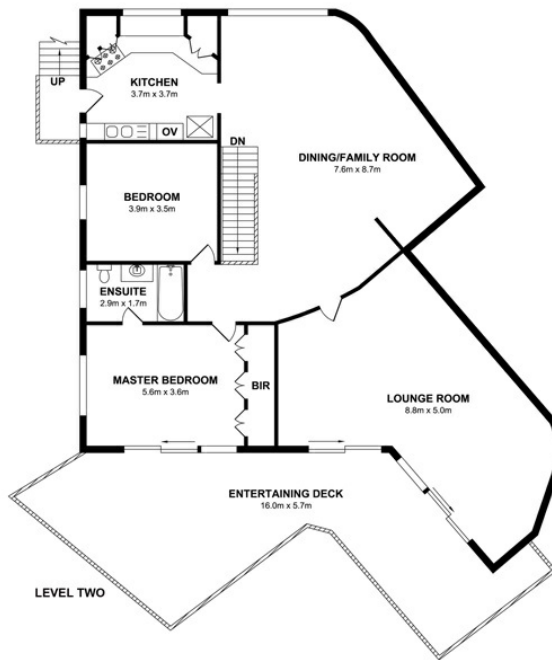 UP
KITCHEN
3.7m x 3.7m
OV
DN
DINING/FAMILY ROOM
7.6m x 8.7m
BEDROOM
3.9m x 3.5m
ENSUITE
2.9m x 1.7m
MASTER BEDROOM
5.6m x 3.6m
BIR
LOUNGE ROOM
8.8m x 5.0m
ENTERTAINING DECK
16.0m x 5.7m
LEVEL TWO